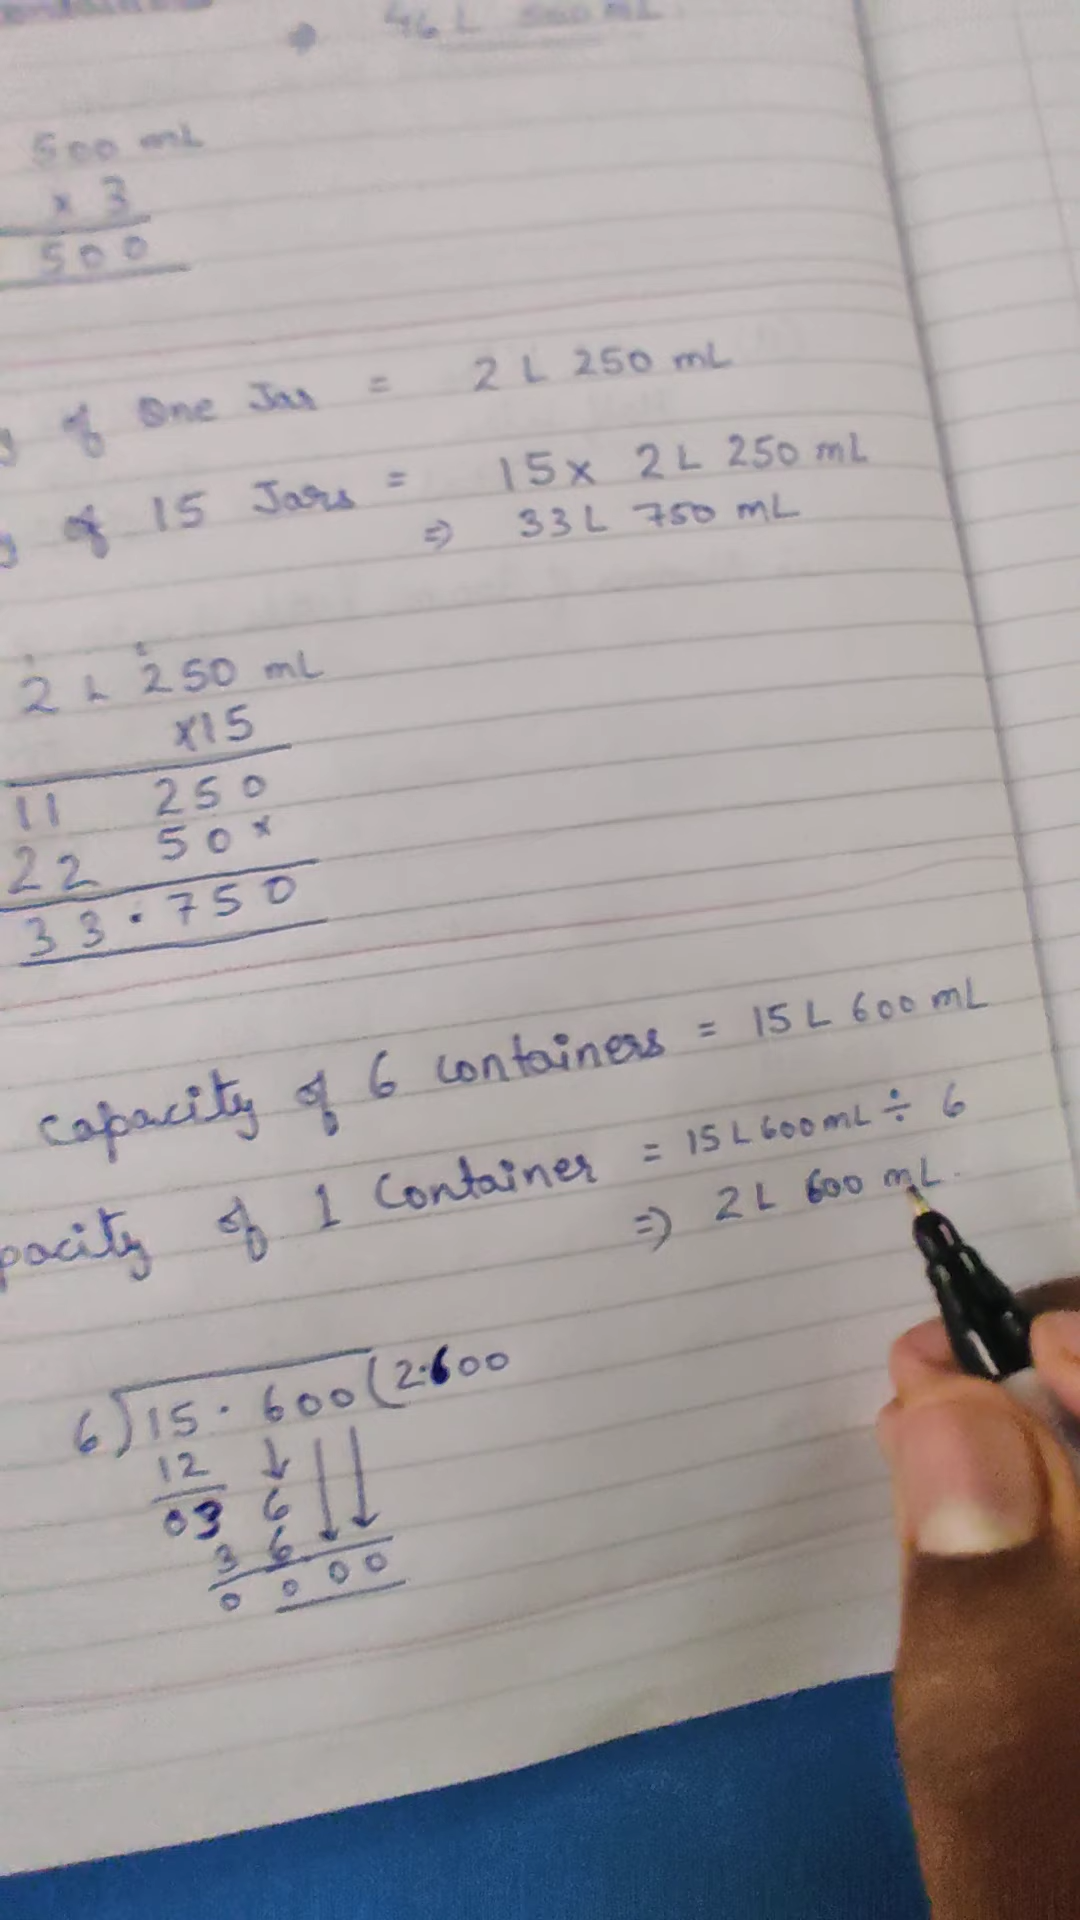 500 mL
x 3
500
of One Jar = 2 L 250 mL
of 15 Jars = 15 x 2 L 250 mL
⇒ 33 L 750 mL
2 L 250 mL
x15
11 250
22 50 x
33.750
capacity of 6 containers = 15 L 600 mL
pacity of 1 Container = 15 L 600 mL ÷ 6
⇒ 2 L 600 mL.
6) 15.600 (2.600
12
03 6
3 6
0 0 0 0